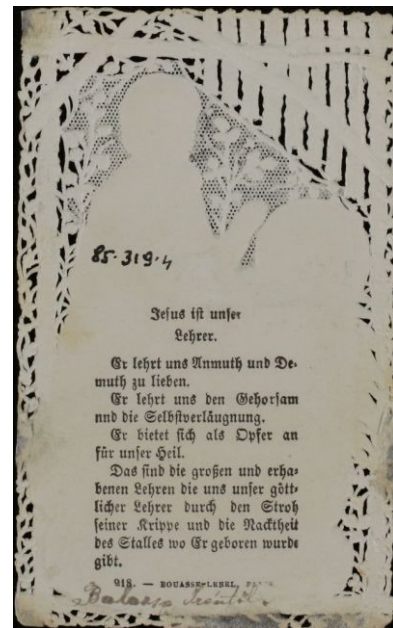 85-319-4
Jesus ist unser
Lehrer.
Er lehrt uns Anmuth und De-
muth zu lieben.
Er lehrt uns den Gehorsam
nnd die Selbstverläugnung.
Er bietet sich als Opfer an
für unser Heil.
Das sind die großen und erha-
benen Lehren die uns unser gött-
licher Lehrer durch den Stroh
seiner Krippe und die Nacktheit
des Stalles wo Er geboren wurde
gibt.
918. — BOUASSE-LEBEL,